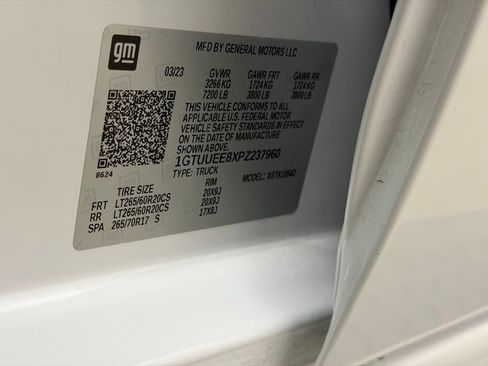 gm
MFD BY GENERAL MOTORS LLC
03/23 GVWR GAWR FRT GAWR RR
3266 KG 1724 KG 1724 KG
7200 LB 3800 LB 3800 LB
THIS VEHICLE CONFORMS TO ALL
APPLICABLE U.S. FEDERAL MOTOR
VEHICLE SAFETY STANDARDS IN EFFECT
ON THE DATE OF MANUFACTURE
SHOWN ABOVE.
1GTUUEE8XPZ237960
8624
TYPE: TRUCK MODEL:
TIRE SIZE RIM
FRT LT265/60R20CS 20X9J
RR LT265/60R20CS 20X9J
SPA 265/70R17 S 17X8J